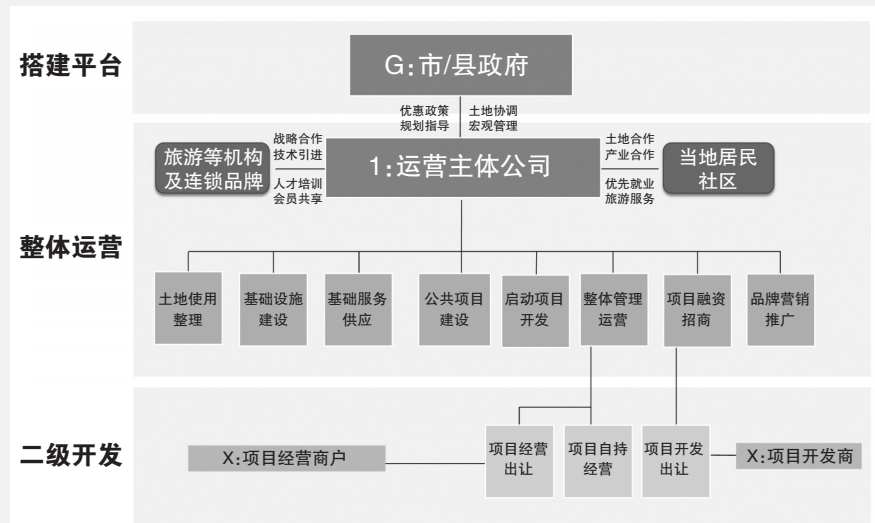 搭建平台
G:市/县政府
优惠政策
规划指导
土地协调
宏观管理
整体运营
旅游等机构
及连锁品牌
战略合作
技术引进
人才培训
会员共享
1:运营主体公司
土地合作
产业合作
优先就业
旅游服务
当地居民
社区
土地使用
整理
基础设施
建设
基础服务
供应
公共项目
建设
启动项目
开发
整体管理
运营
项目融资
招商
品牌营销
推广
二级开发
X:项目经营商户
项目经营
出让
项目自持
经营
项目开发
出让
X:项目开发商